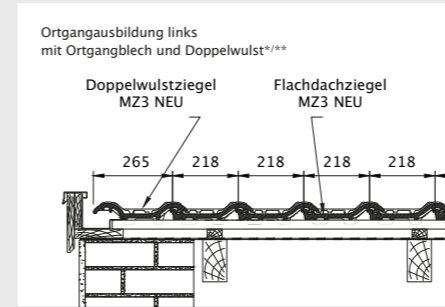 Ortgangausbildung links
mit Ortgangblech und Doppelwulst*/**
Doppelwulstziegel
MZ3 NEU
Flachdachziegel
MZ3 NEU
265 218 218 218 218